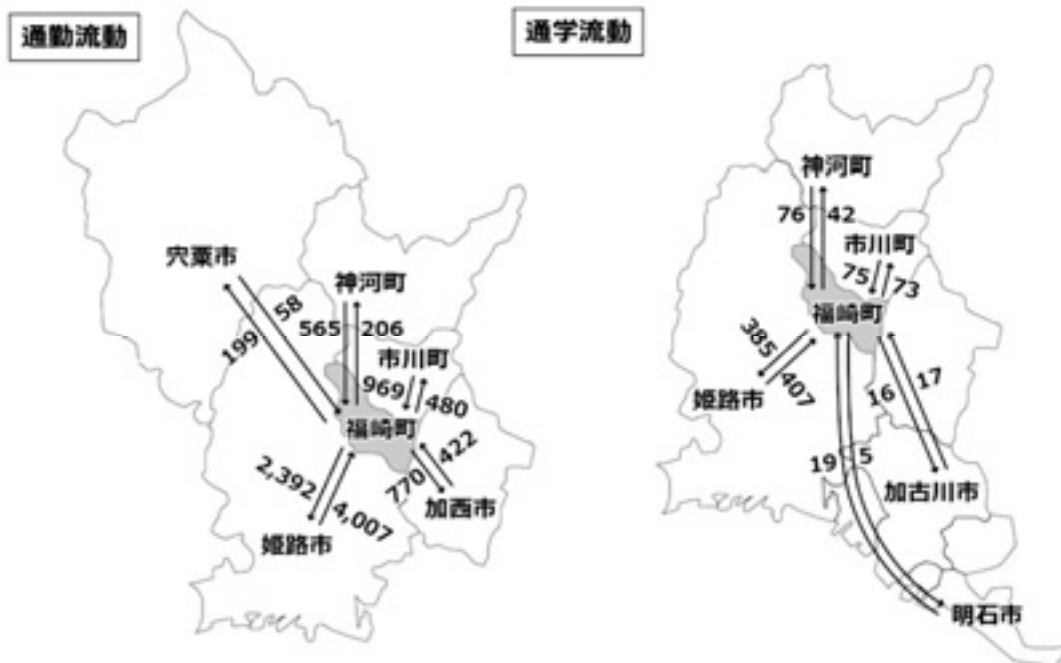 通勤流動
宍粟市
神河町
58
199
565
206
市川町
969
480
福崎町
422
770
2,392
4,007
加西市
姫路市
通学流動
神河町
76
42
市川町
75
73
福崎町
385
407
姫路市
16
17
19
5
加古川市
明石市